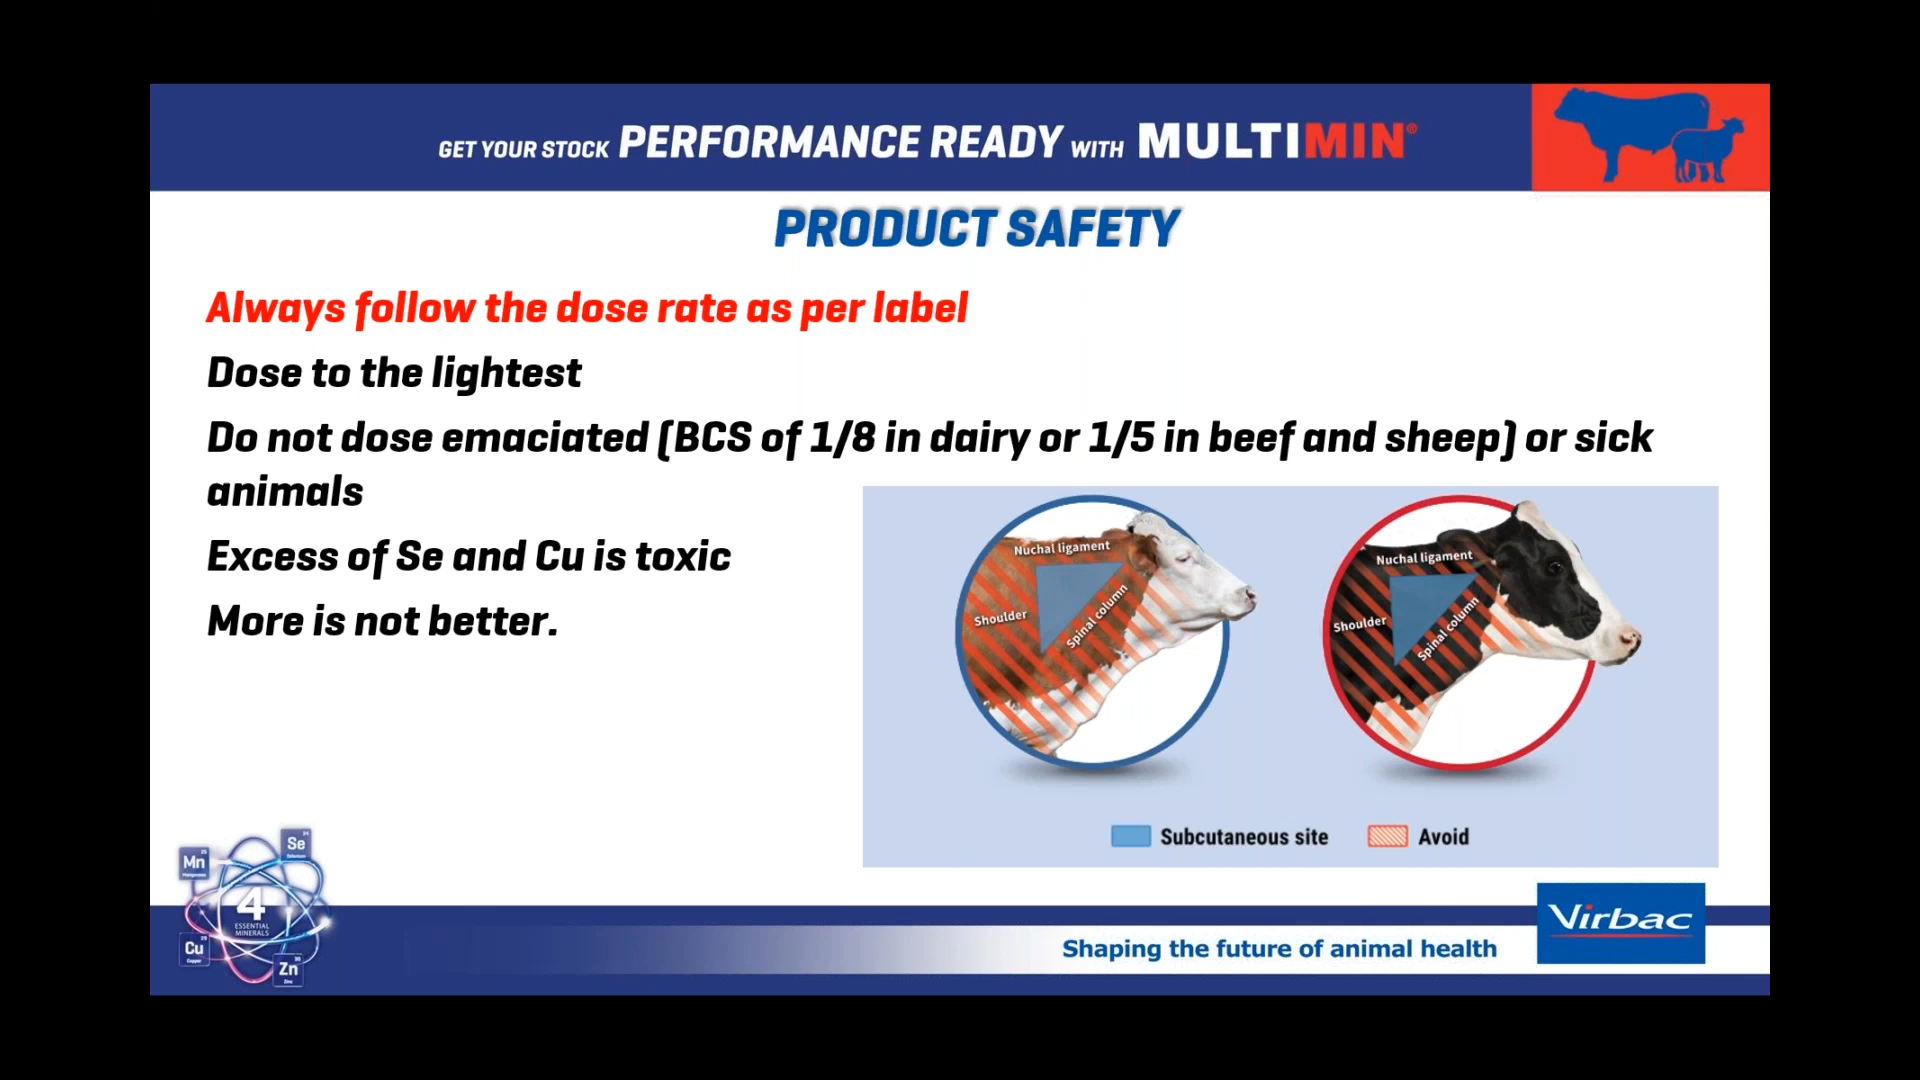 GET YOUR STOCK PERFORMANCE READY WITH MULTIMIN®
PRODUCT SAFETY
Always follow the dose rate as per label
Dose to the lightest
Do not dose emaciated (BCS of 1/8 in dairy or 1/5 in beef and sheep) or sick
animals
Excess of Se and Cu is toxic
More is not better.
Nuchal ligament
Shoulder
Spinal column
Nuchal ligament
Shoulder
Spinal column
Subcutaneous site
Avoid
Se
Mn
4
ESSENTIAL
MINERALS
Cu
Copper
Zn
Zinc
Shaping the future of animal health
Virbac